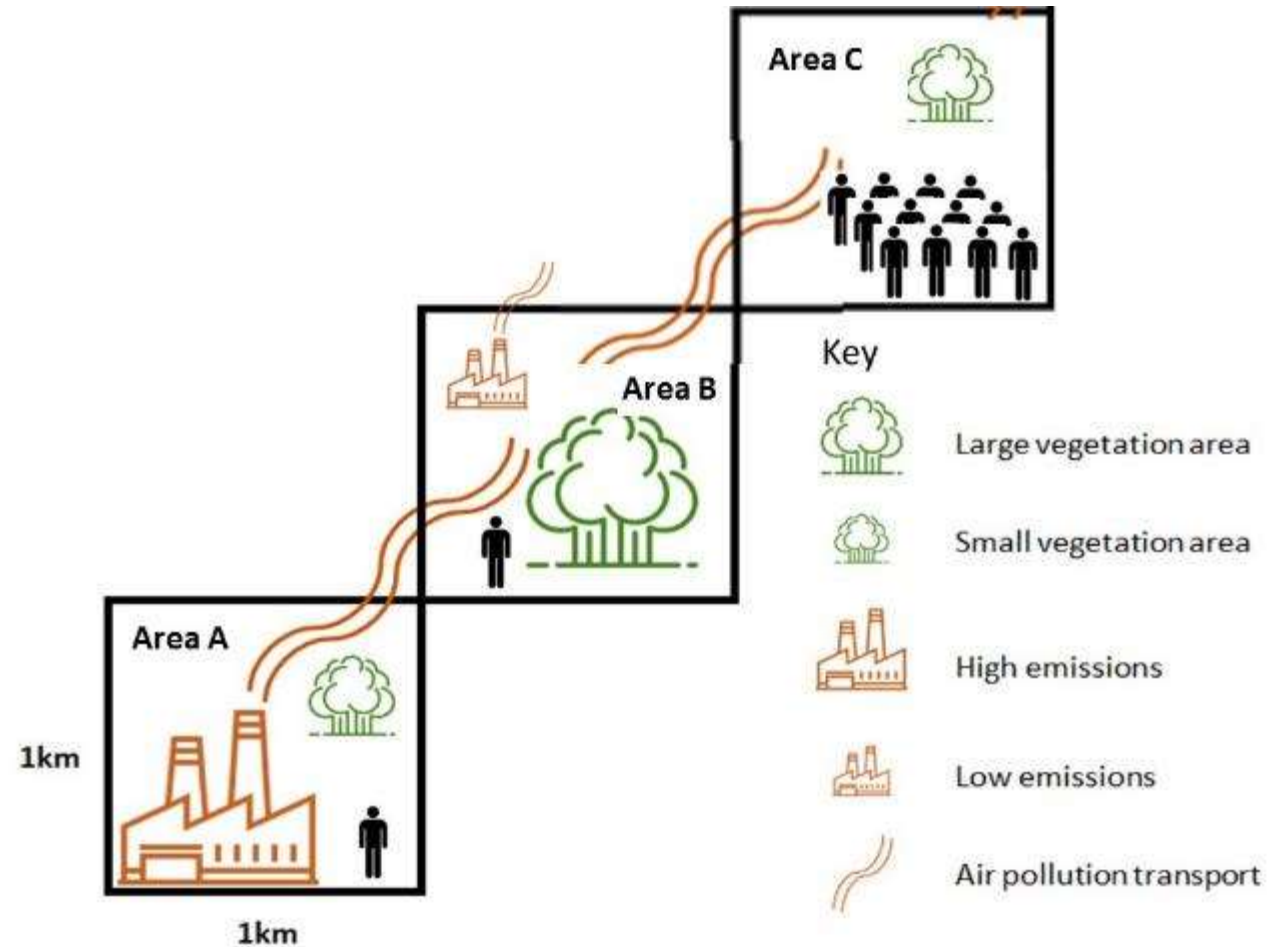 Area C
Key
Area B
Large vegetation area
Small vegetation area
Area A
High emissions
1km
Low emissions
Air pollution transport
1km